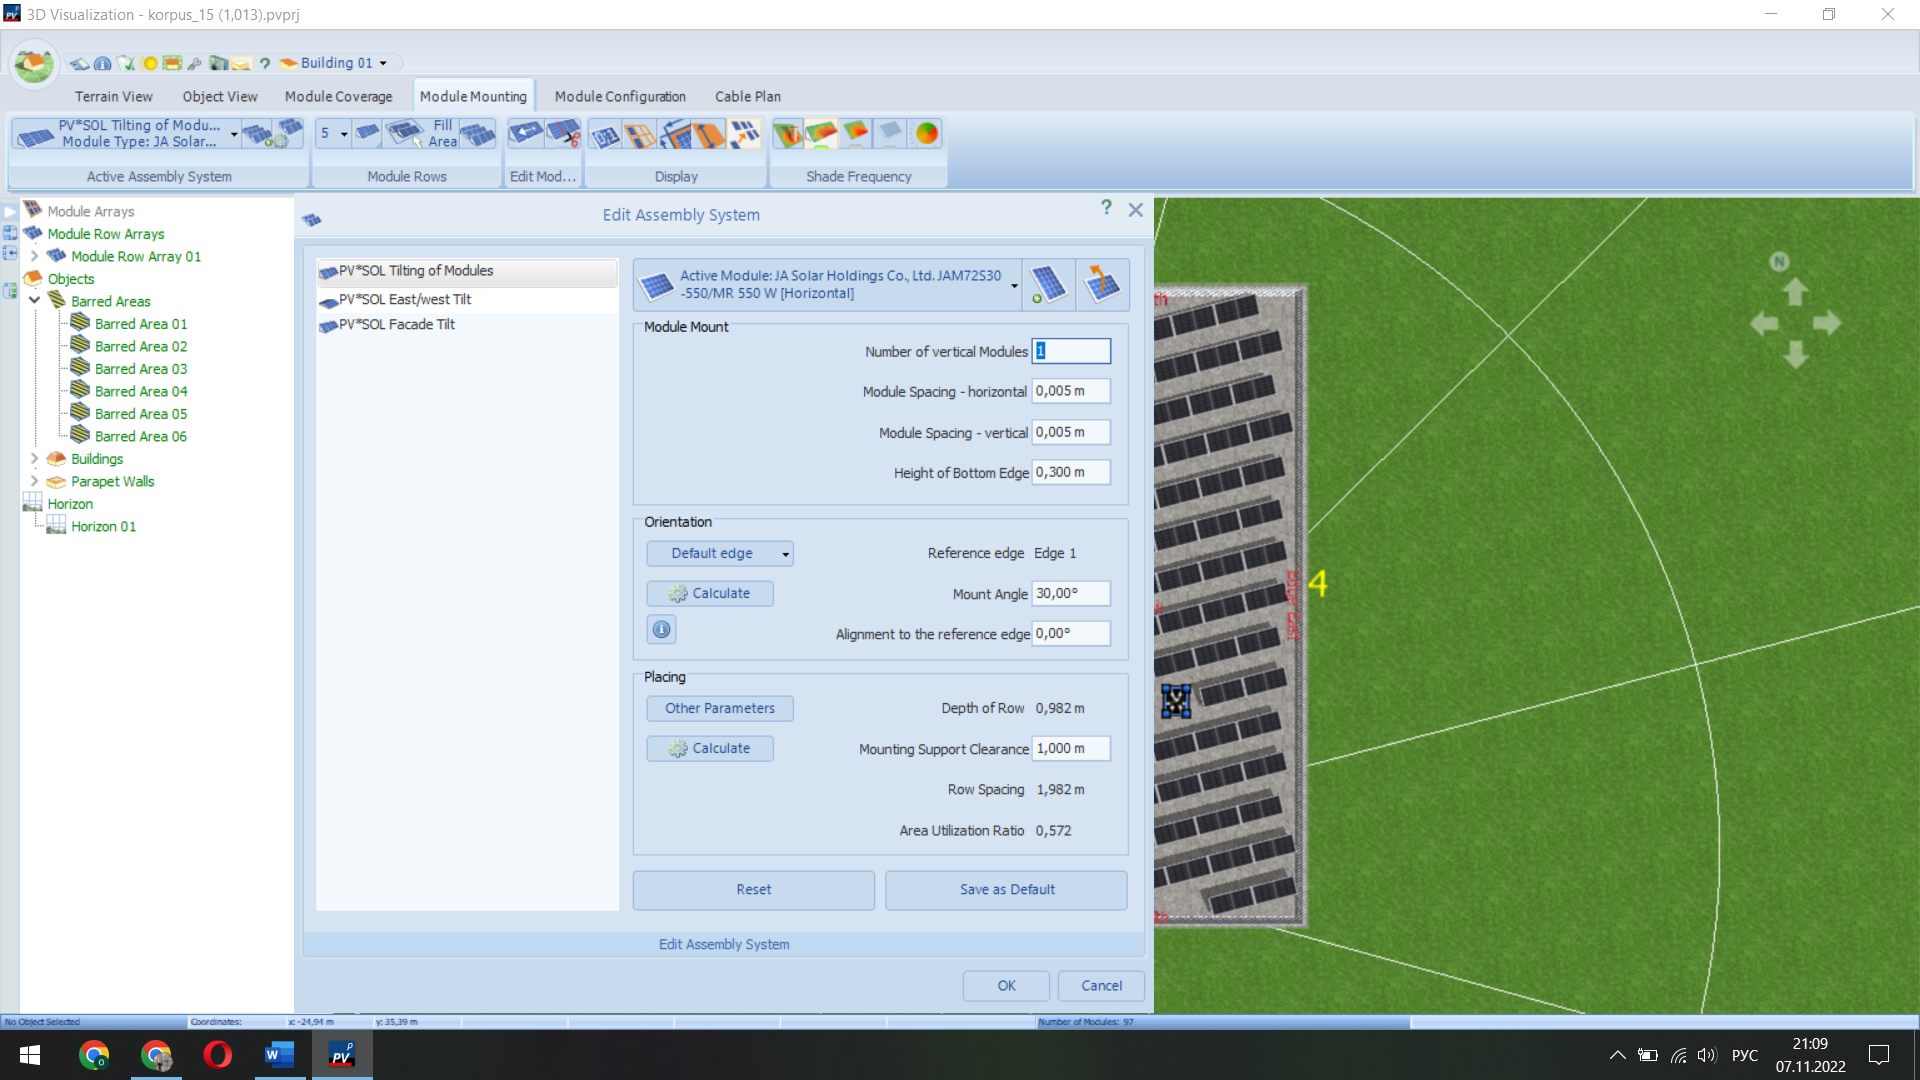 3D Visualization - korpus_15 (1,013).pvprj
Building 01
Terrain View
Object View
Module Coverage
Module Mounting
Module Configuration
Cable Plan
PV*SOL Tilting of Modu...
Module Type: JA Solar...
Active Assembly System
5
Fill
Area
Module Rows
Edit Mod...
Display
Shade Frequency
Module Arrays
Module Row Arrays
Module Row Array 01
Objects
Barred Areas
Barred Area 01
Barred Area 02
Barred Area 03
Barred Area 04
Barred Area 05
Barred Area 06
Buildings
Parapet Walls
Horizon
Horizon 01
Edit Assembly System
PV*SOL Tilting of Modules
PV*SOL East/west Tilt
PV*SOL Facade Tilt
Active Module: JA Solar Holdings Co., Ltd. JAM72S30
-550/MR 550 W [Horizontal]
Module Mount
Number of vertical Modules 1
Module Spacing - horizontal 0,005 m
Module Spacing - vertical 0,005 m
Height of Bottom Edge 0,300 m
Orientation
Default edge
Reference edge Edge 1
Calculate
Mount Angle 30,00°
Alignment to the reference edge 0,00°
Placing
Other Parameters
Depth of Row 0,982 m
Calculate
Mounting Support Clearance 1,000 m
Row Spacing 1,982 m
Area Utilization Ratio 0,572
Reset
Save as Default
Edit Assembly System
OK
Cancel
N
4
No Object Selected
Coordinates:
x: -24,94 m
y: 35,39 m
Number of Modules: 97
W
PV
РУС
21:09
07.11.2022